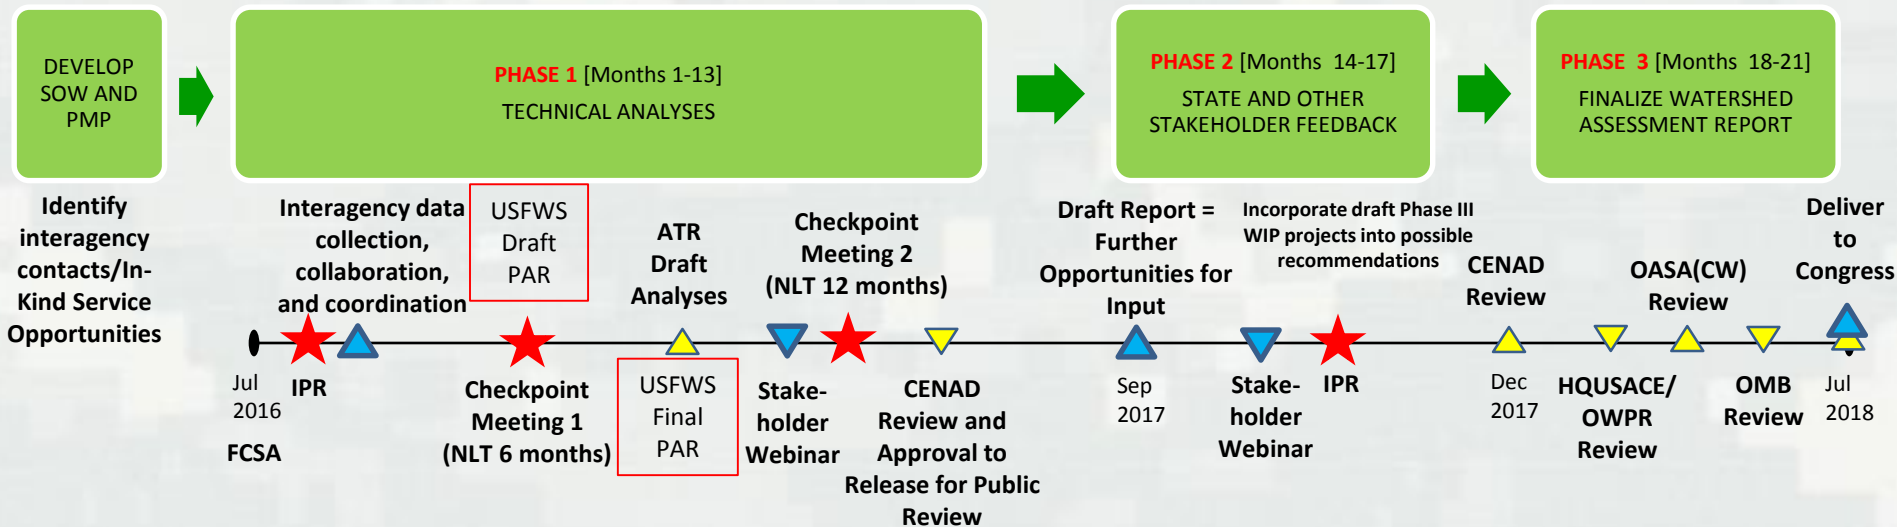 DEVELOP
SOW AND
PMP
PHASE 1 [Months 1-13]
TECHNICAL ANALYSES
PHASE 2 [Months 14-17]
STATE AND OTHER
STAKEHOLDER FEEDBACK
PHASE 3 [Months 18-21]
FINALIZE WATERSHED
ASSESSMENT REPORT
Identify
interagency
contacts/In-
Kind Service
Opportunities
Interagency data
collection,
collaboration,
and coordination
USFWS
Draft
PAR
ATR
Draft
Analyses
Checkpoint
Meeting 2
(NLT 12 months)
Draft Report =
Further
Opportunities for
Input
Incorporate draft Phase III
WIP projects into possible
recommendations
CENAD
Review
OASA(CW)
Review
Deliver
to
Congress
Jul
2016
FCSA
IPR
Checkpoint
Meeting 1
(NLT 6 months)
USFWS
Final
PAR
Stake-
holder
Webinar
CENAD
Review and
Approval to
Release for Public
Review
Sep
2017
Stake-
holder
Webinar
IPR
Dec
2017
HQUSACE/
OWPR
Review
OMB
Review
Jul
2018